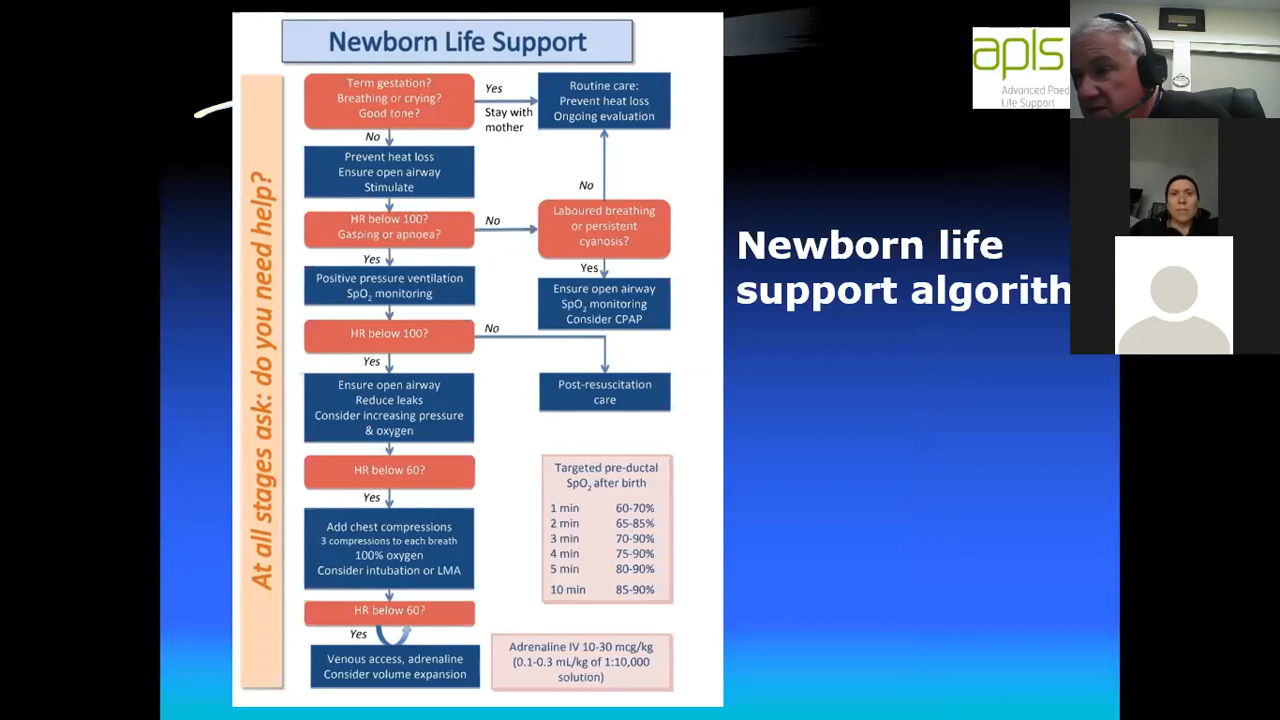 Newborn Life Support
At all stages ask: do you need help?
Term gestation?
Breathing or crying?
Good tone?
Yes
Stay with
mother
Routine care:
Prevent heat loss
Ongoing evaluation
No
Prevent heat loss
Ensure open airway
Stimulate
HR below 100?
Gasping or apnoea?
No
Laboured breathing
or persistent
cyanosis?
No
Yes
Positive pressure ventilation
SpO2 monitoring
Yes
Ensure open airway
SpO2 monitoring
Consider CPAP
HR below 100?
No
Post-resuscitation
care
Yes
Ensure open airway
Reduce leaks
Consider increasing pressure
& oxygen
HR below 60?
Yes
Add chest compressions
3 compressions to each breath
100% oxygen
Consider intubation or LMA
HR below 60?
Yes
Venous access, adrenaline
Consider volume expansion
Targeted pre-ductal
SpO2 after birth
1 min 60-70%
2 min 65-85%
3 min 70-90%
4 min 75-90%
5 min 80-90%
10 min 85-90%
Adrenaline IV 10-30 mcg/kg
(0.1-0.3 mL/kg of 1:10,000
solution)
Newborn life
support algorith
apls
Advanced Paed
Life Support